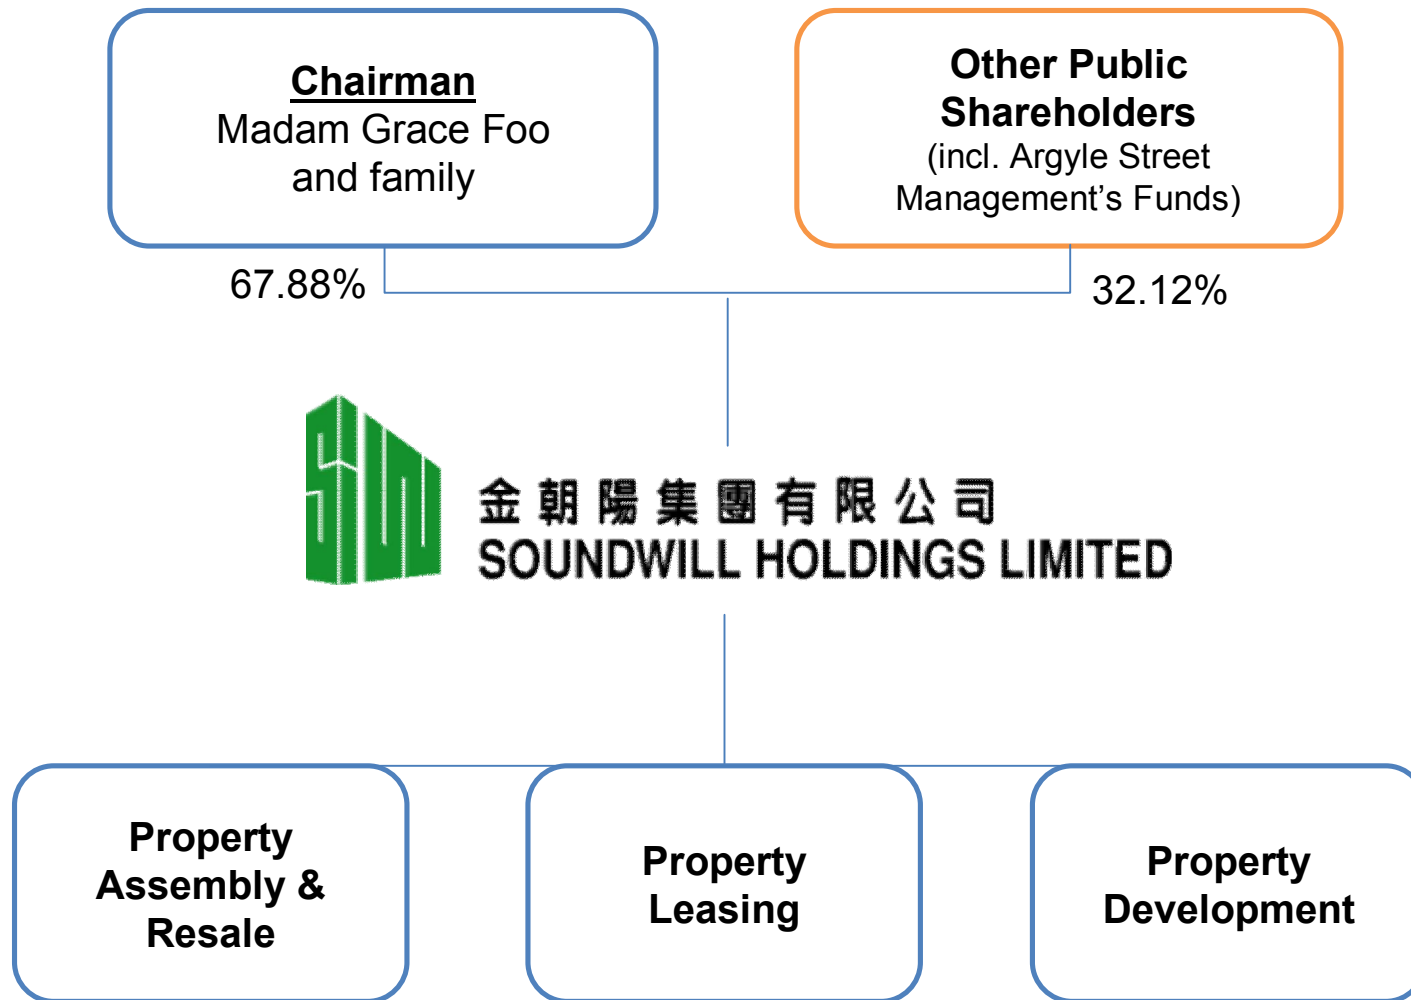 Chairman
Madam Grace Foo
and family
Other Public
Shareholders
(incl. Argyle Street
Management’s Funds)
67.88%
32.12%
金朝陽集團有限公司
SOUNDWILL HOLDINGS LIMITED
Property
Assembly &
Resale
Property
Leasing
Property
Development